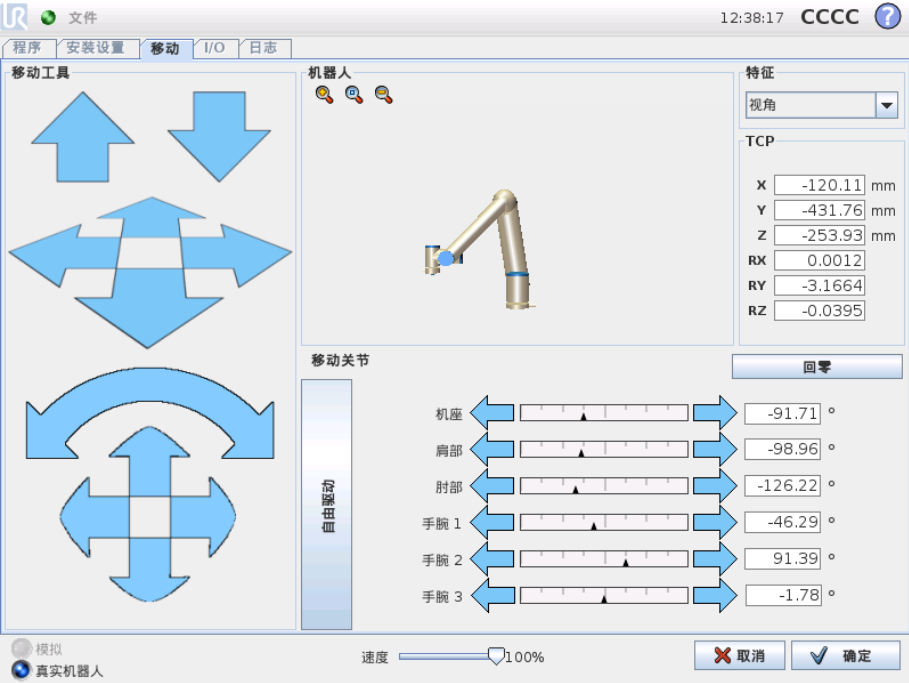 UR 文件 12:38:17 CCCC ?
程序 安装设置 移动 I/O 日志
移动工具
机器人
特征
视角
TCP
X -120.11 mm
Y -431.76 mm
Z -253.93 mm
RX 0.0012
RY -3.1664
RZ -0.0395
移动关节
回零
自由驱动
机座 -91.71 °
肩部 -98.96 °
肘部 -126.22 °
手腕 1 -46.29 °
手腕 2 91.39 °
手腕 3 -1.78 °
模拟
真实机器人
速度 100%
取消
确定